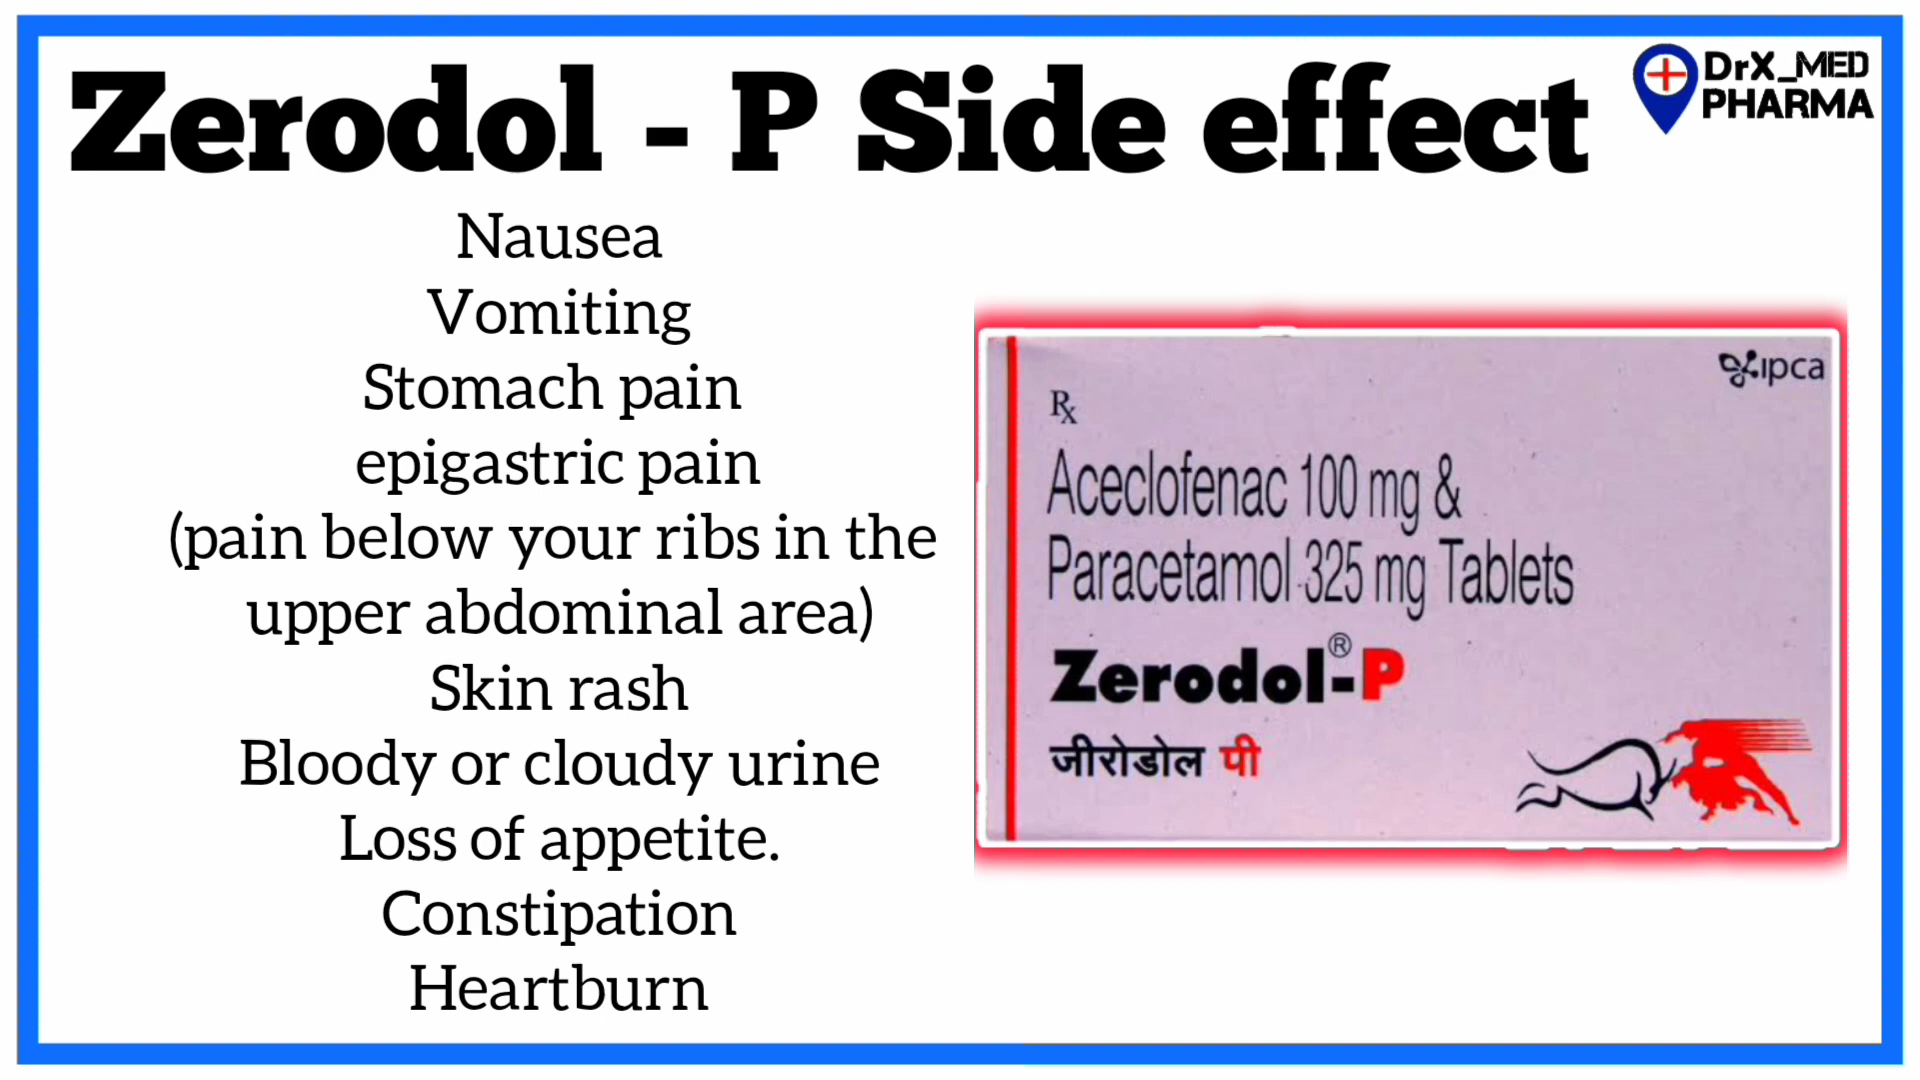 Zerodol - P Side effect
DrX_MED
PHARMA
Nausea
Vomiting
Stomach pain
epigastric pain
(pain below your ribs in the
upper abdominal area)
Skin rash
Bloody or cloudy urine
Loss of appetite.
Constipation
Heartburn
ipca
Rx
Aceclofenac 100 mg &
Paracetamol 325 mg Tablets
Zerodol®-P
जीरोडोल पी